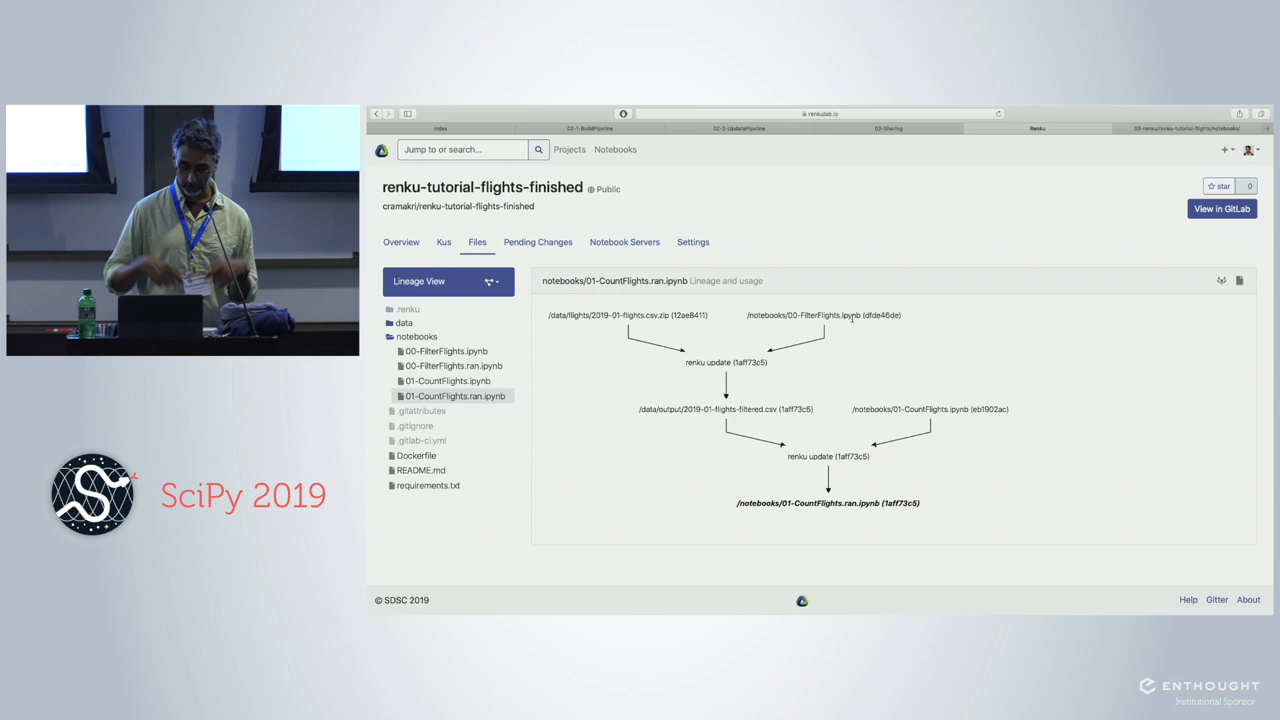 renkulab.io
index
02-1-BuildPipeline
02-2-UpdatePipeline
03-Sharing
Renku
03-renku/renku-tutorial-flights/notebooks/
Jump to or search...
Projects
Notebooks
renku-tutorial-flights-finished
Public
cramakri/renku-tutorial-flights-finished
star 0
View in GitLab
Overview
Kus
Files
Pending Changes
Notebook Servers
Settings
Lineage View
.renku
data
notebooks
00-FilterFlights.ipynb
00-FilterFlights.ran.ipynb
01-CountFlights.ipynb
01-CountFlights.ran.ipynb
.gitattributes
.gitignore
.gitlab-ci.yml
Dockerfile
README.md
requirements.txt
notebooks/01-CountFlights.ran.ipynb Lineage and usage
/data/flights/2019-01-flights.csv.zip (12ae8411)
/notebooks/00-FilterFlights.ipynb (dfde46de)
renku update (1aff73c5)
/data/output/2019-01-flights-filtered.csv (1aff73c5)
/notebooks/01-CountFlights.ipynb (eb1902ac)
renku update (1aff73c5)
/notebooks/01-CountFlights.ran.ipynb (1aff73c5)
© SDSC 2019
Help
Gitter
About
SciPy 2019
ENTHOUGHT
Institutional Sponsor